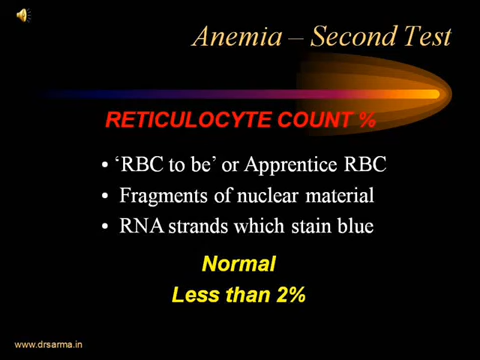 Anemia – Second Test
RETICULOCYTE COUNT %
• ‘RBC to be’ or Apprentice RBC
• Fragments of nuclear material
• RNA strands which stain blue
Normal
Less than 2%
www.drsarma.in